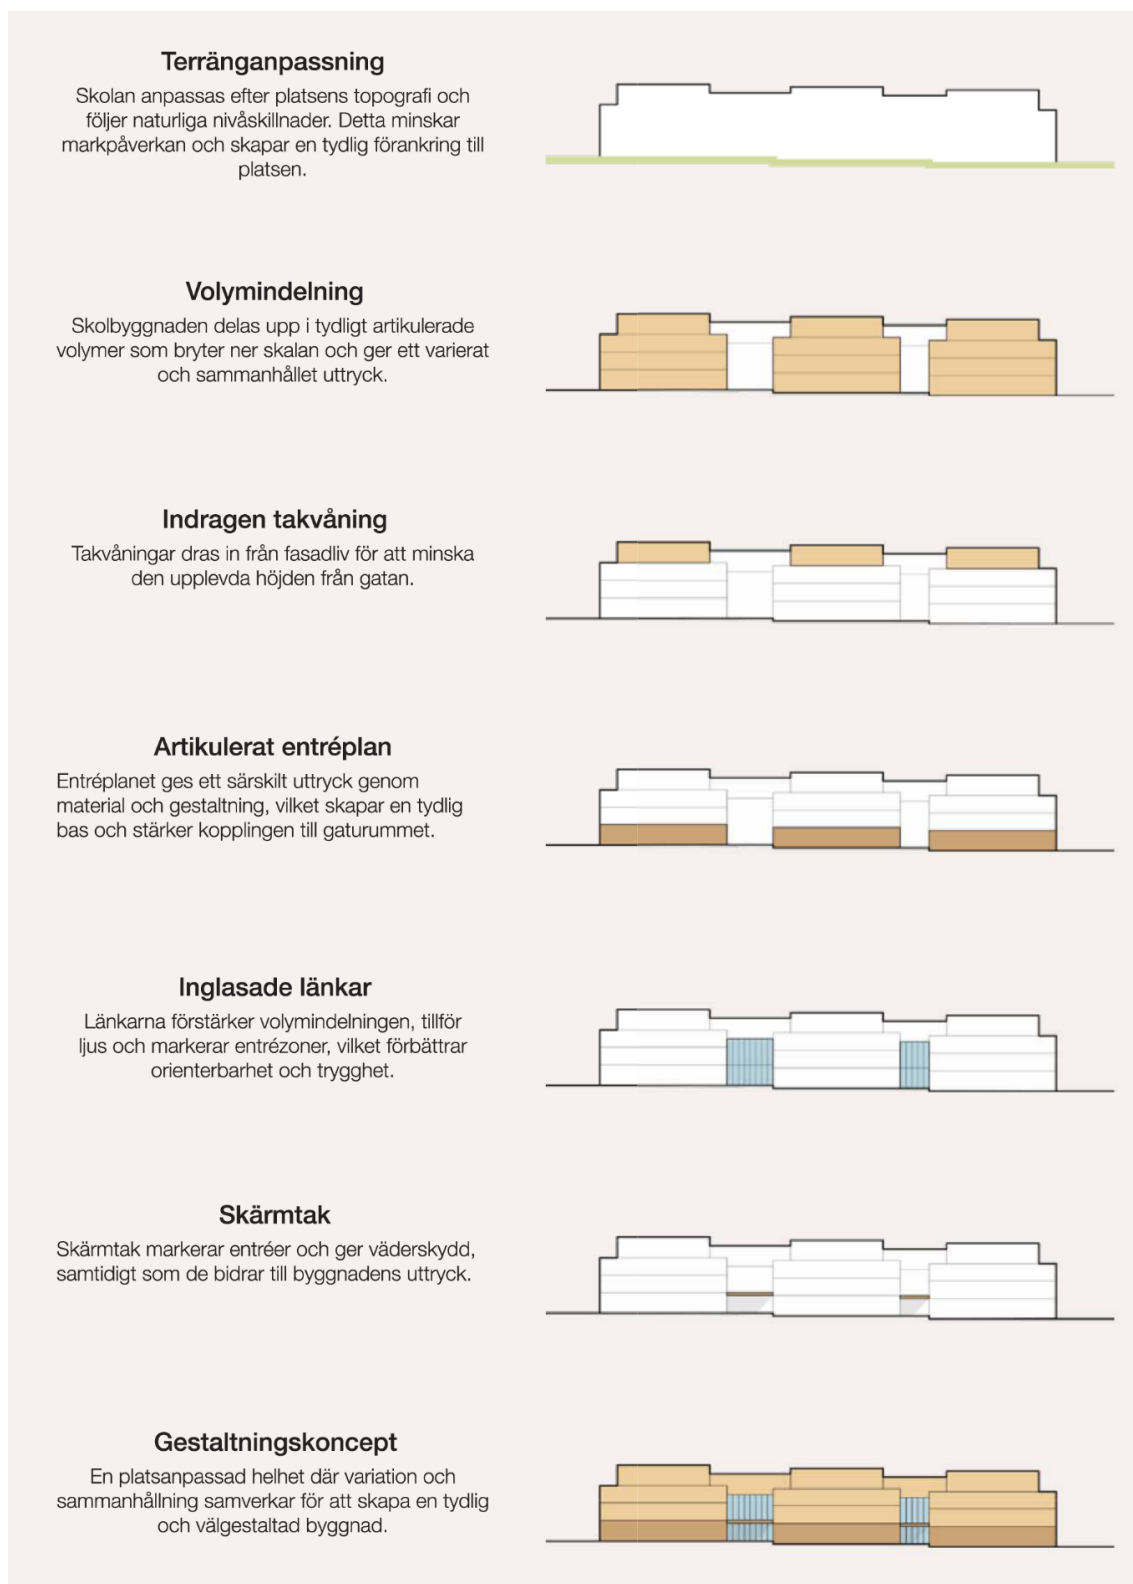 Terränganpassning
Skolan anpassas efter platsens topografi och
följer naturliga nivåskillnader. Detta minskar
markpåverkan och skapar en tydlig förankring till
platsen.
Volymindelning
Skolbyggnaden delas upp i tydligt artikulerade
volymer som bryter ner skalan och ger ett varierat
och sammanhållet uttryck.
Indragen takvåning
Takvåningar dras in från fasadliv för att minska
den upplevda höjden från gatan.
Artikulerat entréplan
Entréplanet ges ett särskilt uttryck genom
material och gestaltning, vilket skapar en tydlig
bas och stärker kopplingen till gaturummet.
Inglasade länkar
Länkarna förstärker volymindelningen, tillför
ljus och markerar entrézoner, vilket förbättrar
orienterbarhet och trygghet.
Skärmtak
Skärmtak markerar entréer och ger väderskydd,
samtidigt som de bidrar till byggnadens uttryck.
Gestaltningskoncept
En platsanpassad helhet där variation och
sammanhållning samverkar för att skapa en tydlig
och välgestaltad byggnad.